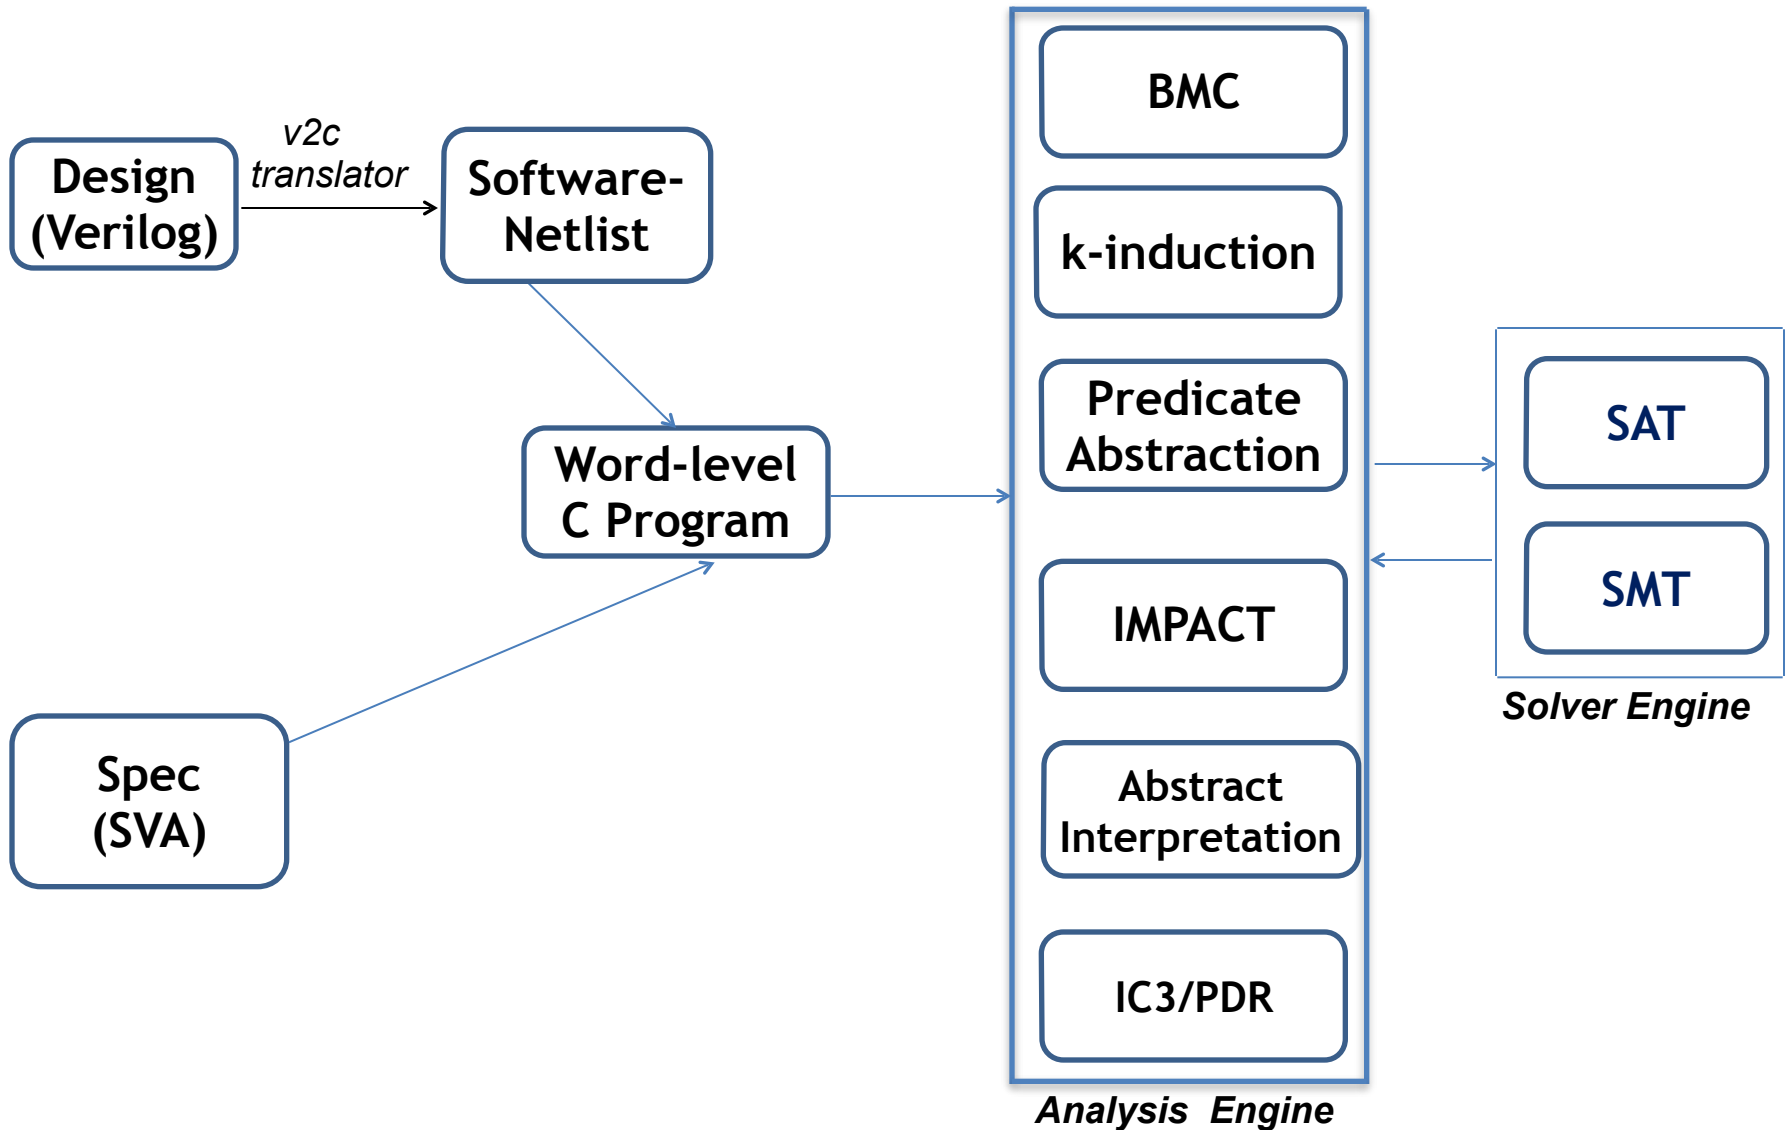 Design
(Verilog)
v2c
translator
Software-
Netlist
Word-level
C Program
Spec
(SVA)
BMC
k-induction
Predicate
Abstraction
IMPACT
Abstract
Interpretation
IC3/PDR
Analysis Engine
SAT
SMT
Solver Engine